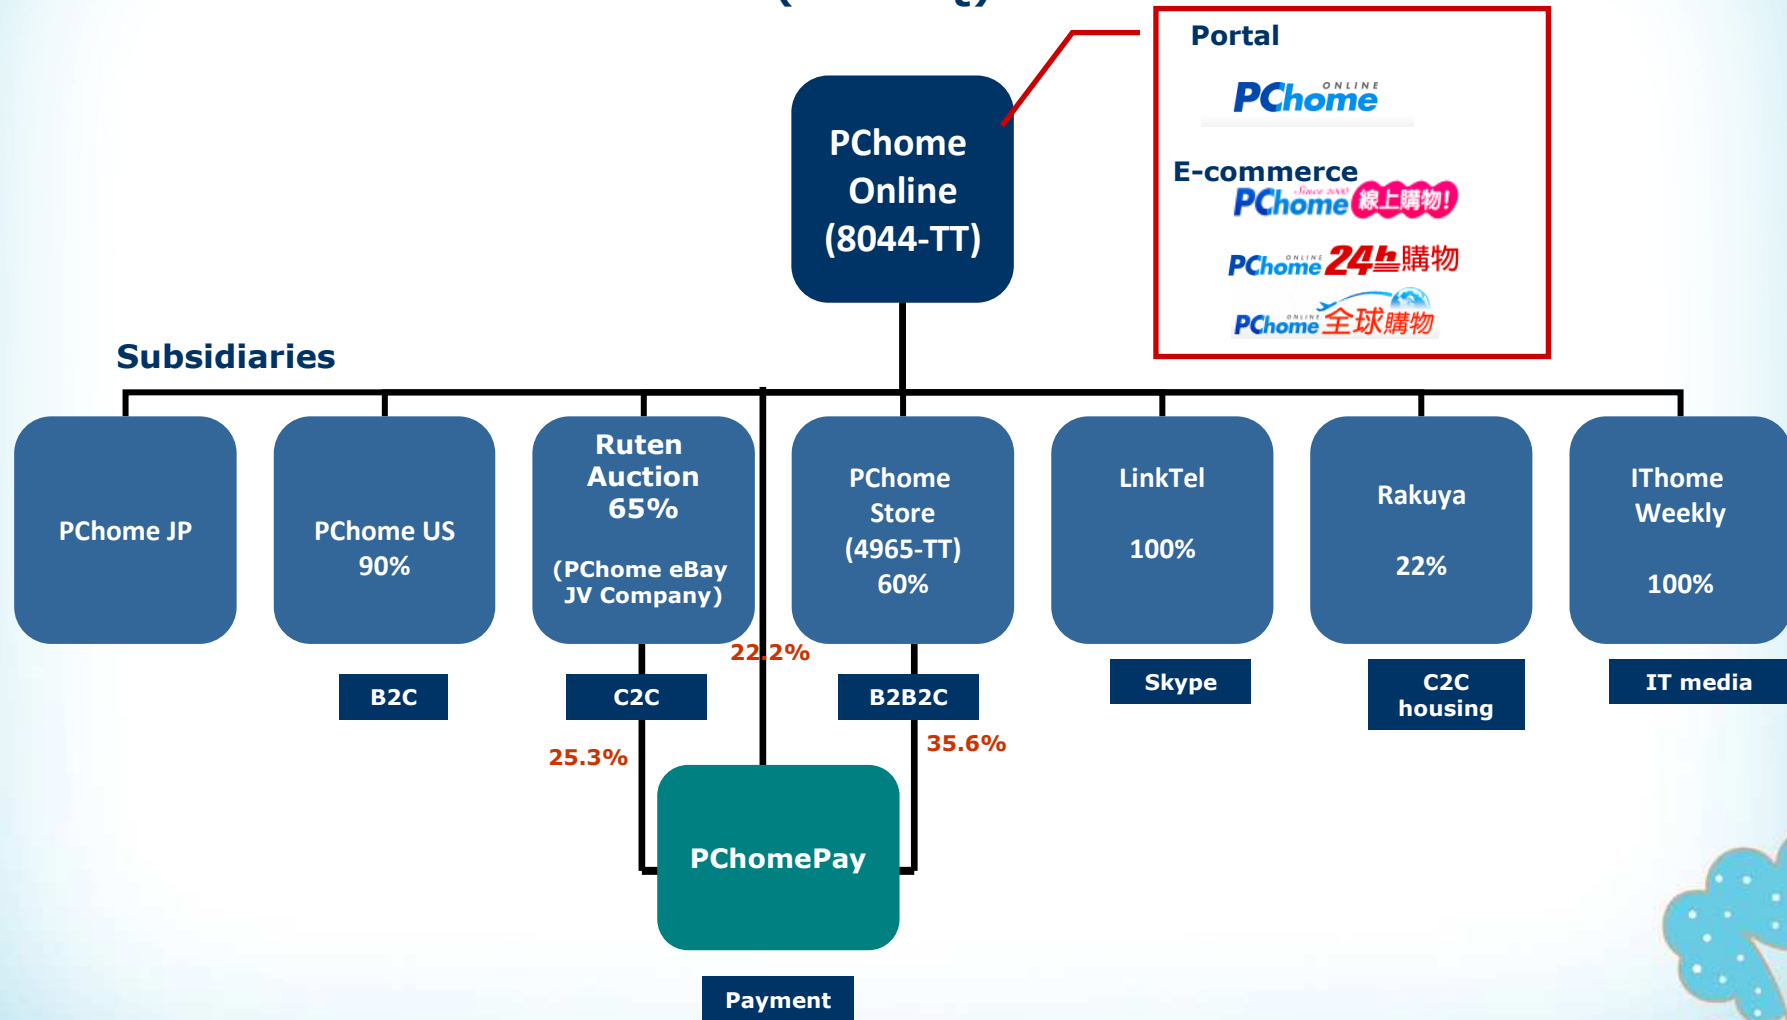 Portal
PChome ONLINE
E-commerce
Since 2000
PChome 線上購物!
PChome ONLINE 24h購物
PChome ONLINE 全球購物
PChome
Online
(8044-TT)
Subsidiaries
PChome JP
PChome US
90%
Ruten
Auction
65%
(PChome eBay
JV Company)
PChome
Store
(4965-TT)
60%
LinkTel
100%
Rakuya
22%
IThome
Weekly
100%
22.2%
B2C
C2C
B2B2C
Skype
C2C
housing
IT media
25.3%
35.6%
PChomePay
Payment